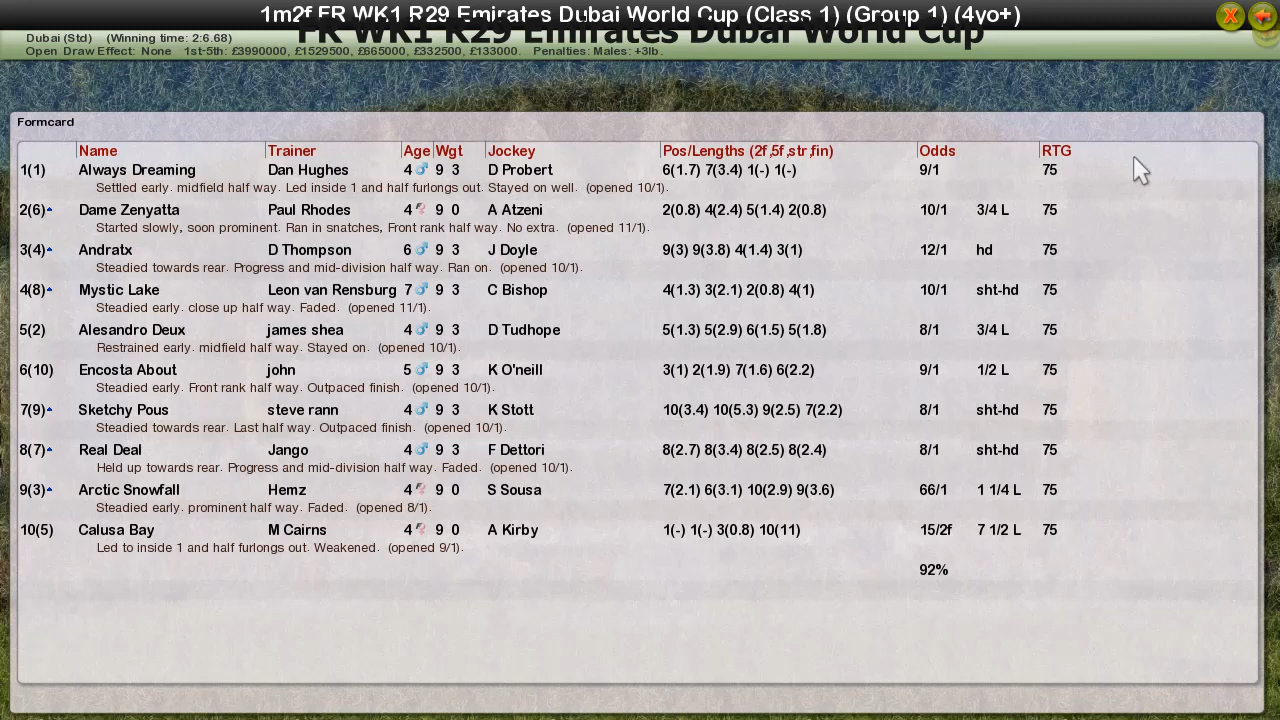 1m2f FR WK1 R29 Emirates Dubai World Cup (Class 1) (Group 1) (4yo+)
FR WK1 R29 Emirates Dubai World Cup
Dubai (Std) (Winning time: 2:6.68)
Open Draw Effect: None 1st-5th: £3990000, £1529500, £665000, £332500, £133000. Penalties: Males: +3lb.
Formcard
Name Trainer Age Wgt Jockey Pos/Lengths (2f,5f,str,fin) Odds RTG
1(1) Always Dreaming Dan Hughes 4 9 3 D Probert 6(1.7) 7(3.4) 1(-) 1(-) 9/1 75
Settled early. midfield half way. Led inside 1 and half furlongs out. Stayed on well. (opened 10/1).
2(6) Dame Zenyatta Paul Rhodes 4 9 0 A Atzeni 2(0.8) 4(2.4) 5(1.4) 2(0.8) 10/1 3/4 L 75
Started slowly, soon prominent. Ran in snatches, Front rank half way. No extra. (opened 11/1).
3(4) Andratx D Thompson 6 9 3 J Doyle 9(3) 9(3.8) 4(1.4) 3(1) 12/1 hd 75
Steadied towards rear. Progress and mid-division half way. Ran on. (opened 10/1).
4(8) Mystic Lake Leon van Rensburg 7 9 3 C Bishop 4(1.3) 3(2.1) 2(0.8) 4(1) 10/1 sht-hd 75
Steadied early. close up half way. Faded. (opened 11/1).
5(2) Alesandro Deux james shea 4 9 3 D Tudhope 5(1.3) 5(2.9) 6(1.5) 5(1.8) 8/1 3/4 L 75
Restrained early. midfield half way. Stayed on. (opened 10/1).
6(10) Encosta About john 5 9 3 K O'neill 3(1) 2(1.9) 7(1.6) 6(2.2) 9/1 1/2 L 75
Steadied early. Front rank half way. Outpaced finish. (opened 10/1).
7(9) Sketchy Pous steve rann 4 9 3 K Stott 10(3.4) 10(5.3) 9(2.5) 7(2.2) 8/1 sht-hd 75
Steadied towards rear. Last half way. Outpaced finish. (opened 10/1).
8(7) Real Deal Jango 4 9 3 F Dettori 8(2.7) 8(3.4) 8(2.5) 8(2.4) 8/1 sht-hd 75
Held up towards rear. Progress and mid-division half way. Faded. (opened 10/1).
9(3) Arctic Snowfall Hemz 4 9 0 S Sousa 7(2.1) 6(3.1) 10(2.9) 9(3.6) 66/1 1 1/4 L 75
Steadied early. prominent half way. Faded. (opened 8/1).
10(5) Calusa Bay M Cairns 4 9 0 A Kirby 1(-) 1(-) 3(0.8) 10(11) 15/2f 7 1/2 L 75
Led to inside 1 and half furlongs out. Weakened. (opened 9/1).
92%